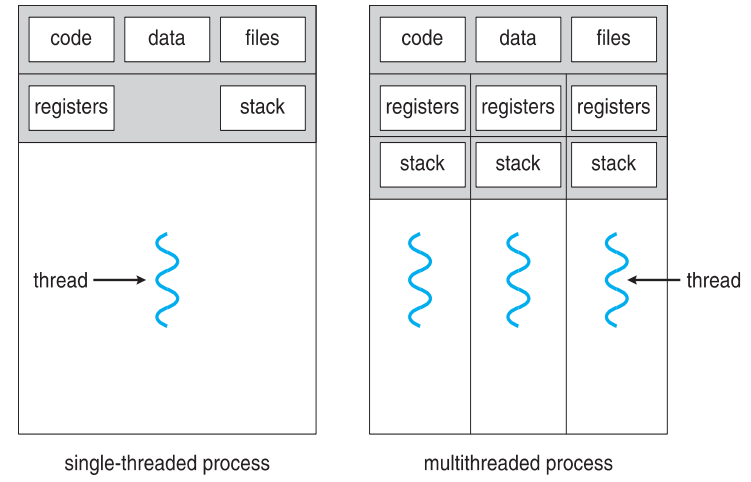 code data files
registers stack
thread
single-threaded process
code data files
registers registers registers
stack stack stack
thread
multithreaded process